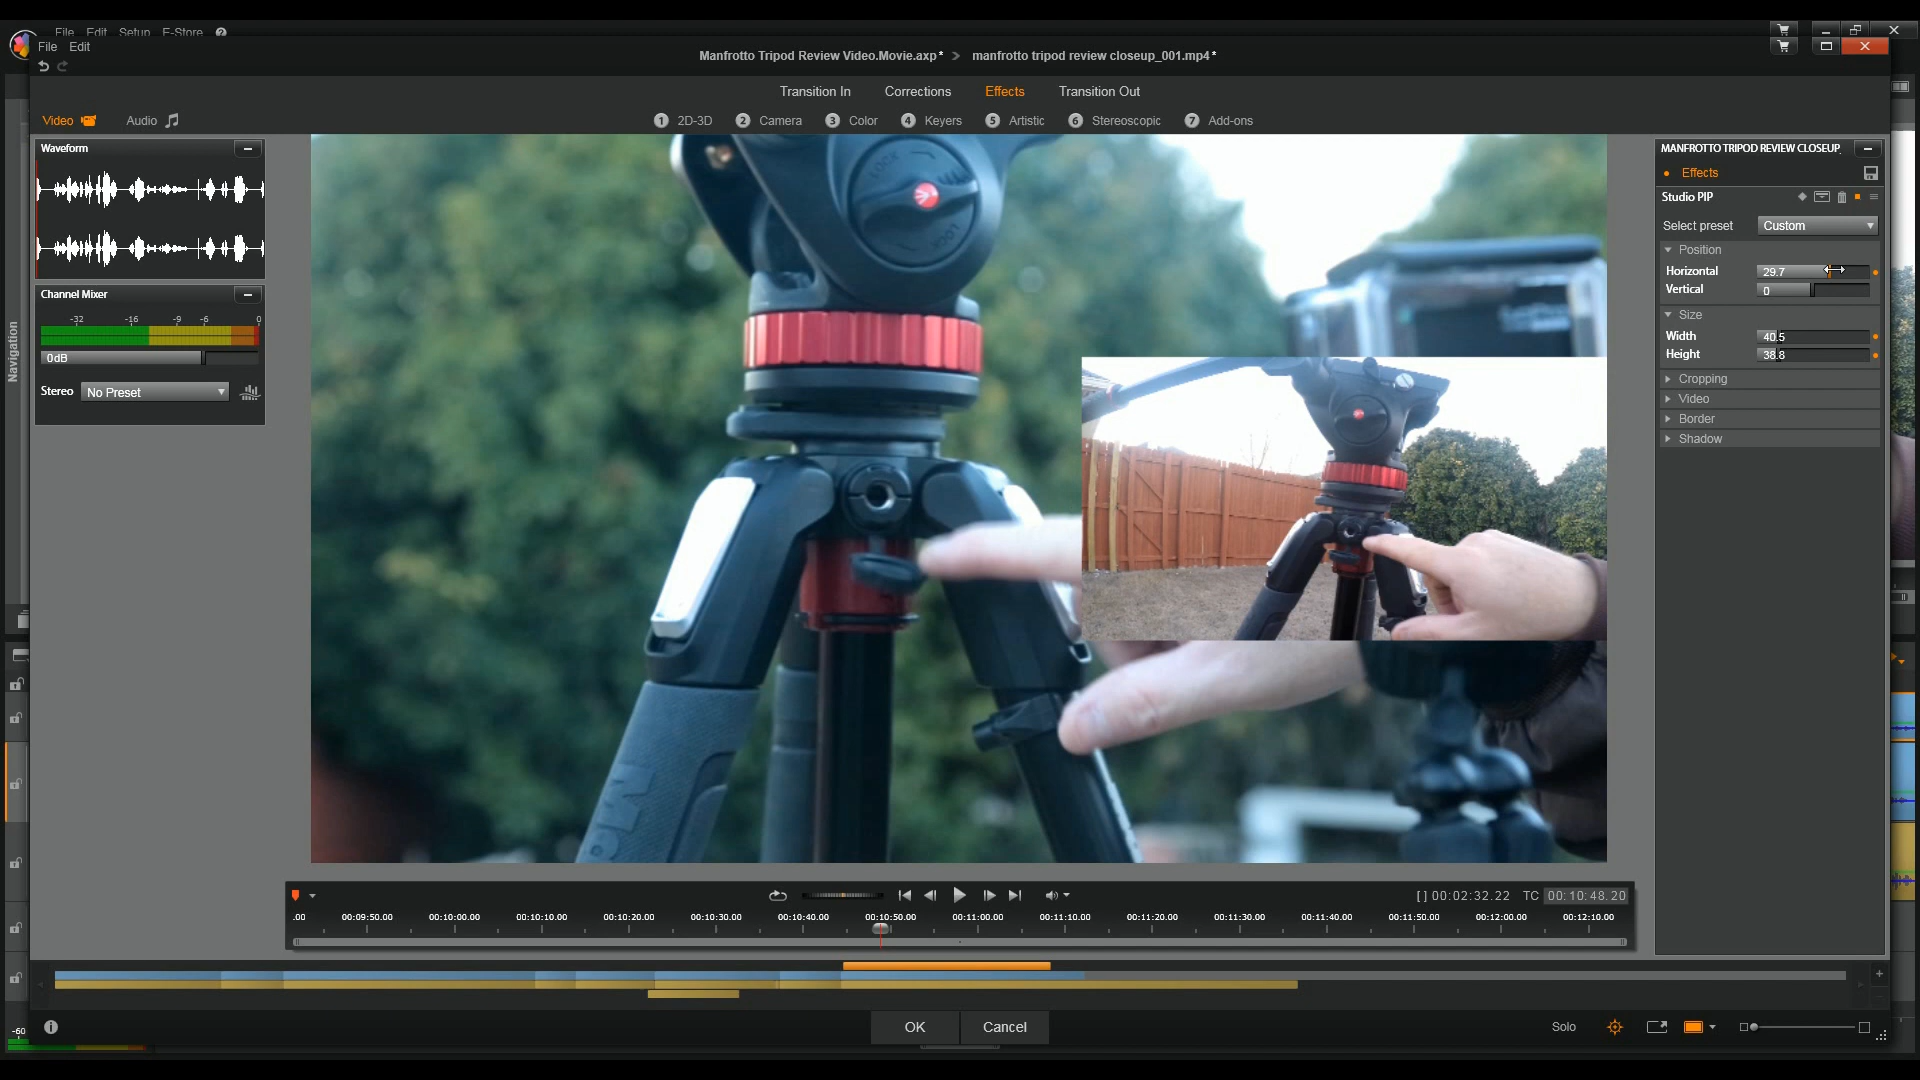 File Edit Setup E-Store
File Edit
Manfrotto Tripod Review Video.Movie.axp* > manfrotto tripod review closeup_001.mp4*
Transition In Corrections Effects Transition Out
Video Audio
1 2D-3D 2 Camera 3 Color 4 Keyers 5 Artistic 6 Stereoscopic 7 Add-ons
Waveform
Channel Mixer
-32 -16 -9 -6 0
0dB
Stereo No Preset
Navigation
LOCK
LOCK
MANFROTTO TRIPOD REVIEW CLOSEUP_
Effects
Studio PIP
Select preset Custom
Position
Horizontal 29.7
Vertical 0
Size
Width 40.5
Height 38.8
Cropping
Video
Border
Shadow
[ ] 00:02:32.22 TC 00:10:48.20
.00 00:09:50.00 00:10:00.00 00:10:10.00 00:10:20.00 00:10:30.00 00:10:40.00 00:10:50.00 00:11:00.00 00:11:10.00 00:11:20.00 00:11:30.00 00:11:40.00 00:11:50.00 00:12:00.00 00:12:10.00
-60
OK Cancel
Solo